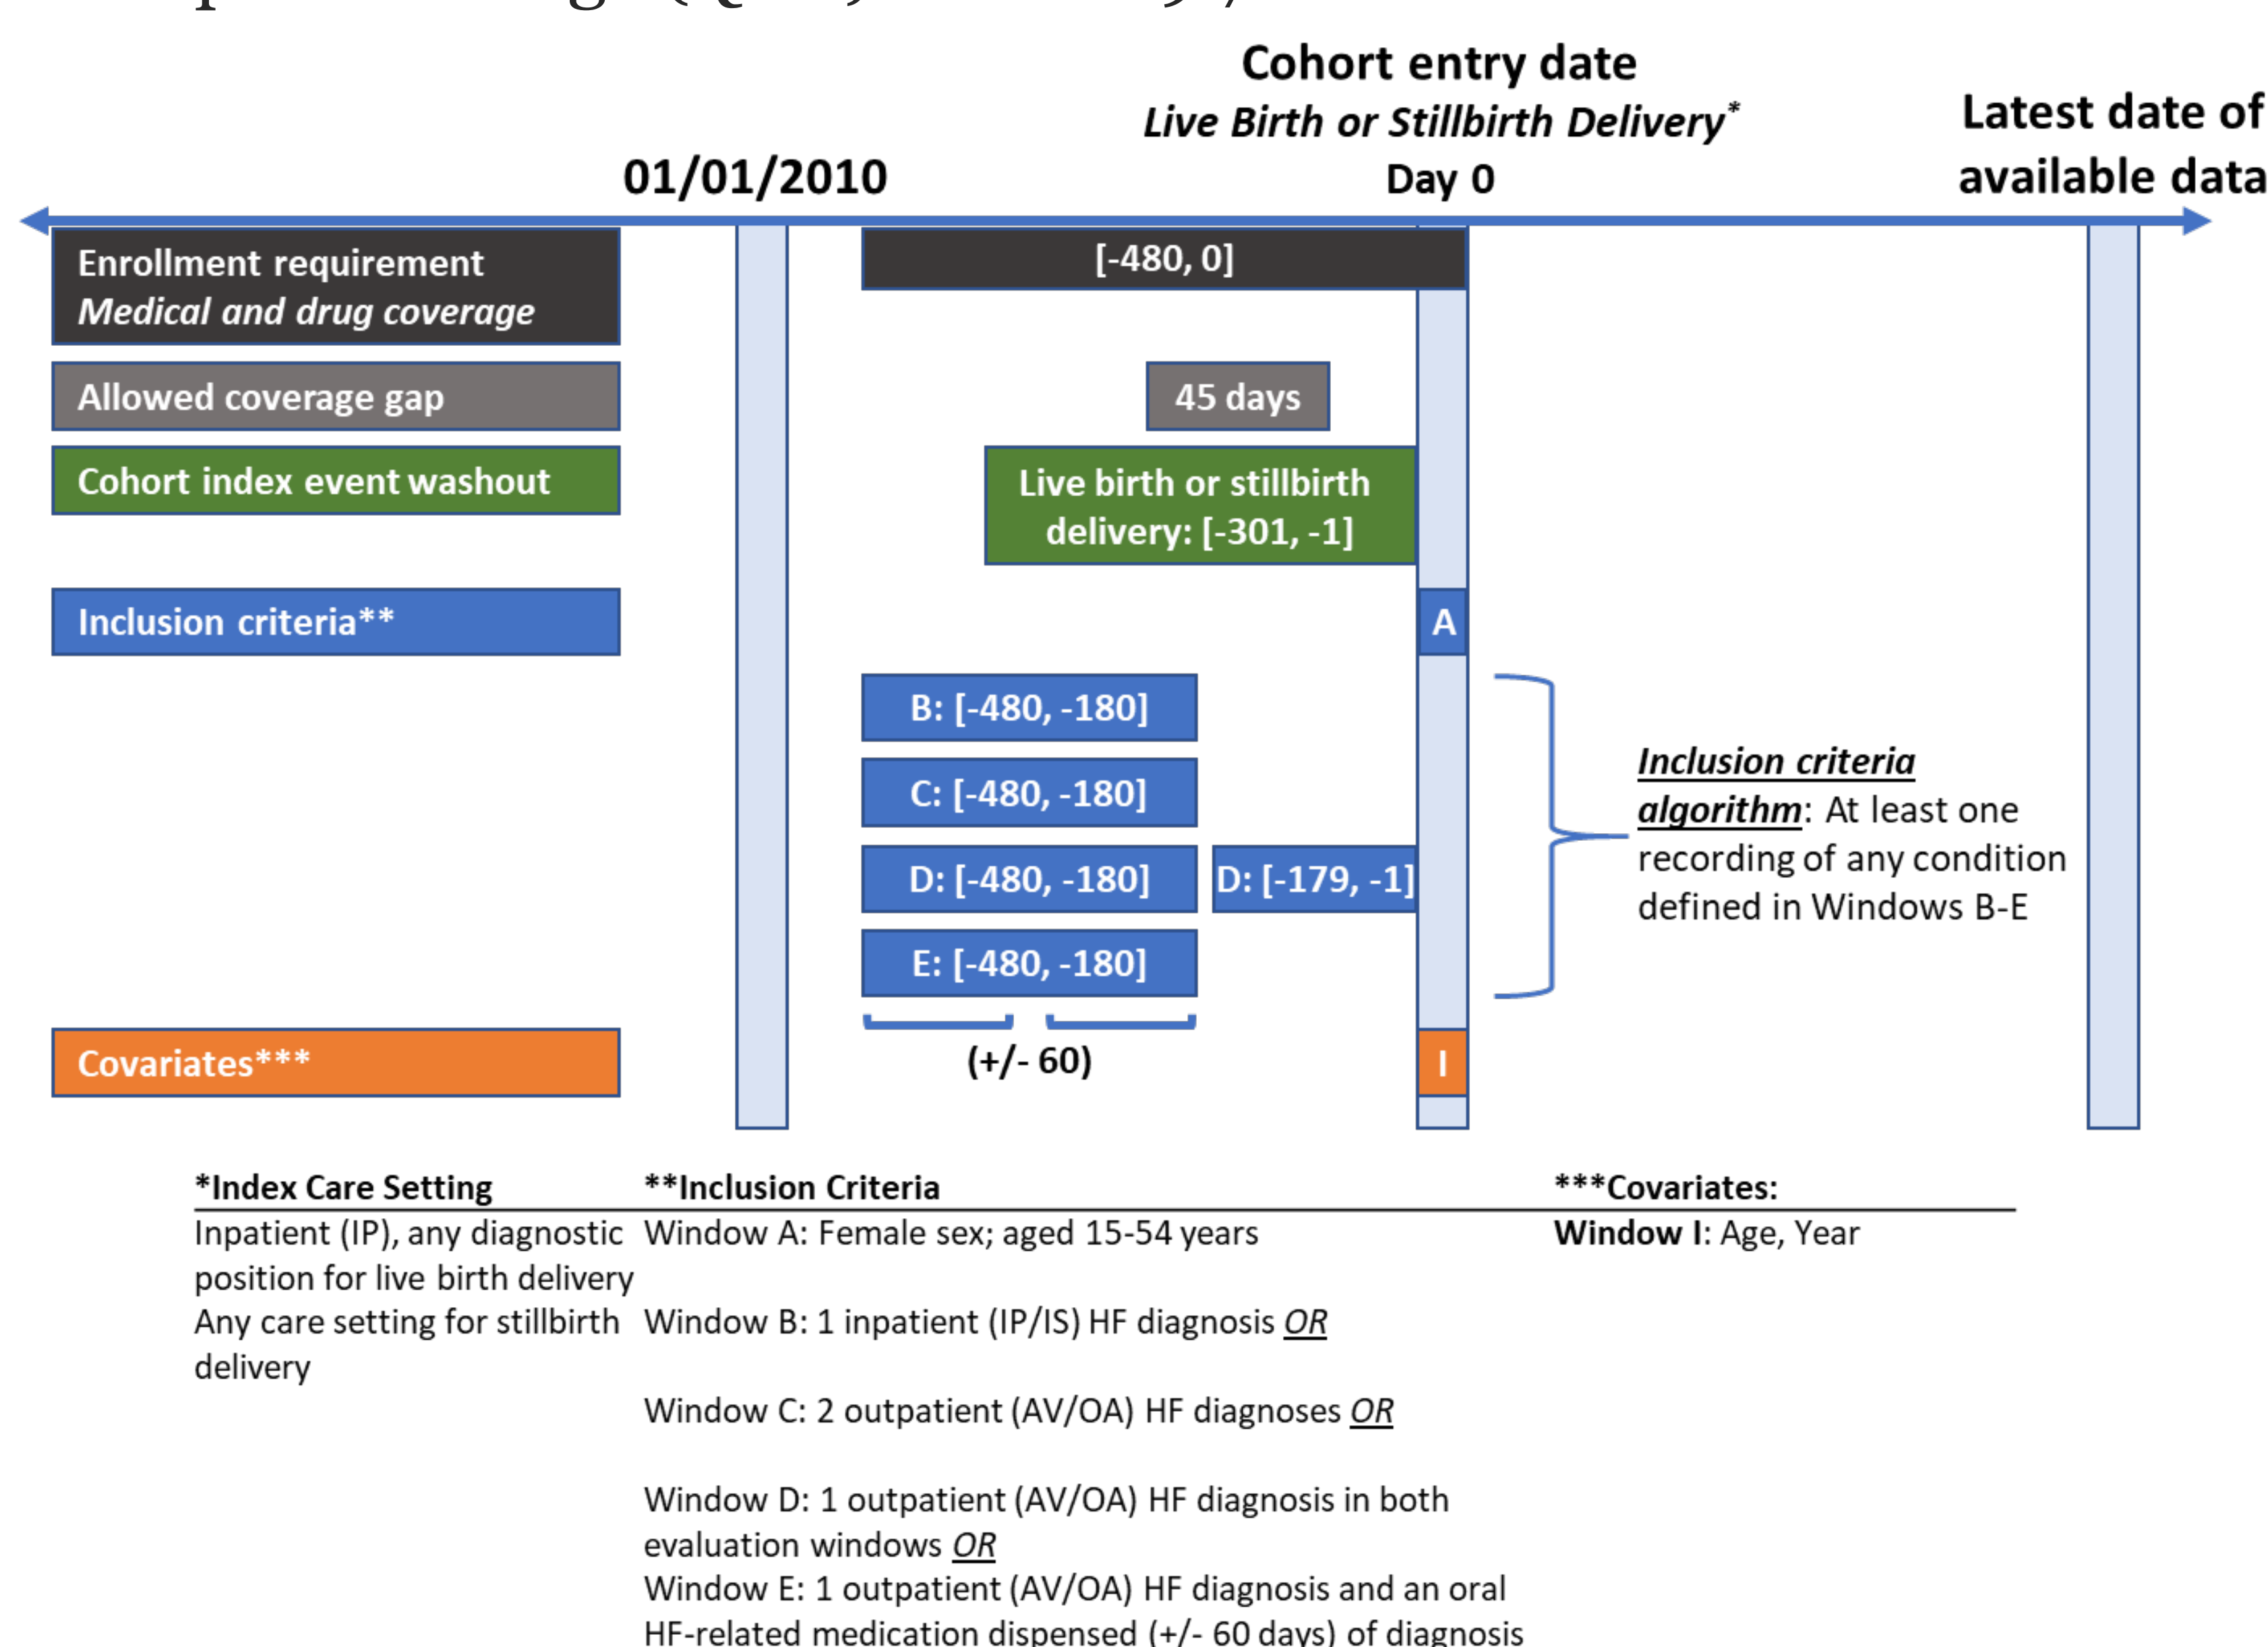 Cohort entry date
Live Birth or Stillbirth Delivery*
Day 0
01/01/2010
Latest date of
available data
Enrollment requirement
Medical and drug coverage
[-480, 0]
Allowed coverage gap
45 days
Cohort index event washout
Live birth or stillbirth
delivery: [-301, -1]
Inclusion criteria**
A
B: [-480, -180]
C: [-480, -180]
D: [-480, -180]
D: [-179, -1]
E: [-480, -180]
(+/- 60)
Inclusion criteria
algorithm: At least one
recording of any condition
defined in Windows B-E
Covariates***
I
*Index Care Setting
Inpatient (IP), any diagnostic
position for live birth delivery
Any care setting for stillbirth
delivery
**Inclusion Criteria
Window A: Female sex; aged 15-54 years
Window B: 1 inpatient (IP/IS) HF diagnosis OR
Window C: 2 outpatient (AV/OA) HF diagnoses OR
Window D: 1 outpatient (AV/OA) HF diagnosis in both
evaluation windows OR
Window E: 1 outpatient (AV/OA) HF diagnosis and an oral
HF-related medication dispensed (+/- 60 days) of diagnosis
***Covariates:
Window I: Age, Year